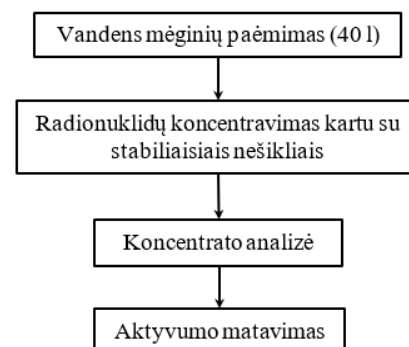 Vandens mėginių paėmimas (40 l)
Radionuklidų koncentravimas kartu su
stabiliaisiais nešikliais
Koncentrato analizė
Aktyvumo matavimas